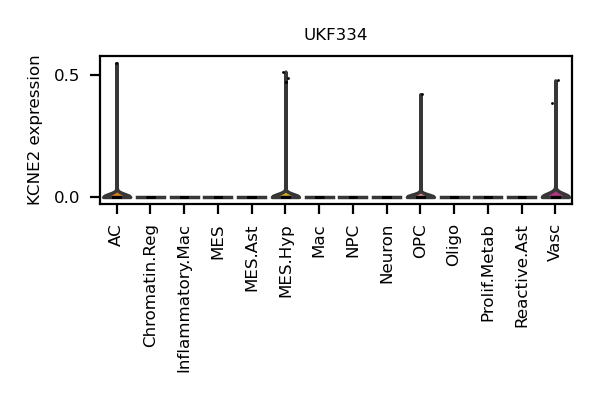 UKF334
KCNE2 expression
0.5
0.0
AC
Chromatin.Reg
Inflammatory.Mac
MES
MES.Ast
MES.Hyp
Mac
NPC
Neuron
OPC
Oligo
Prolif.Metab
Reactive.Ast
Vasc